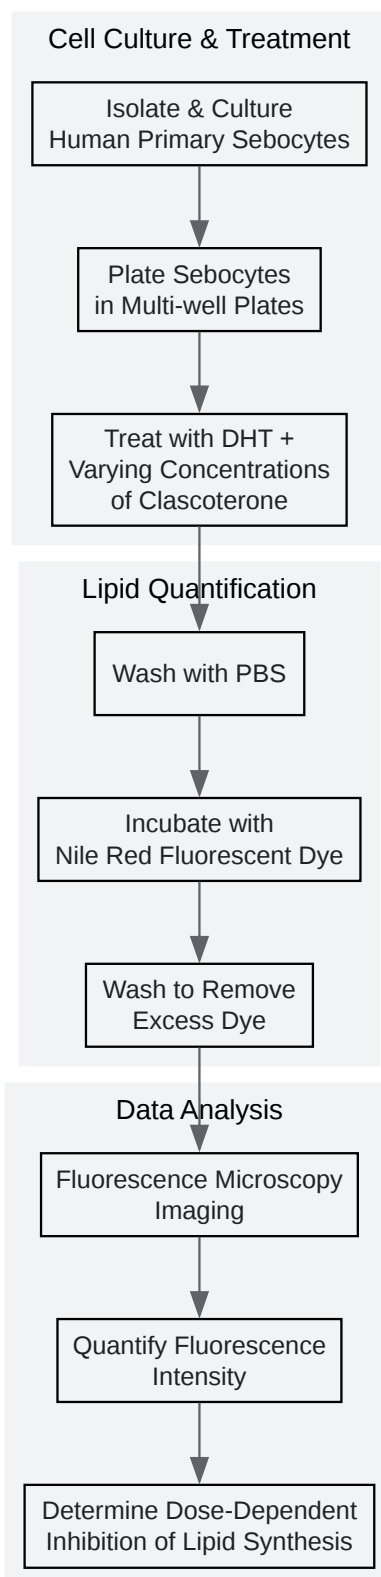 Cell Culture & Treatment
Isolate & Culture
Human Primary Sebocytes
Plate Sebocytes
in Multi-well Plates
Treat with DHT +
Varying Concentrations
of Clascoterone
Lipid Quantification
Wash with PBS
Incubate with
Nile Red Fluorescent Dye
Wash to Remove
Excess Dye
Data Analysis
Fluorescence Microscopy
Imaging
Quantify Fluorescence
Intensity
Determine Dose-Dependent
Inhibition of Lipid Synthesis